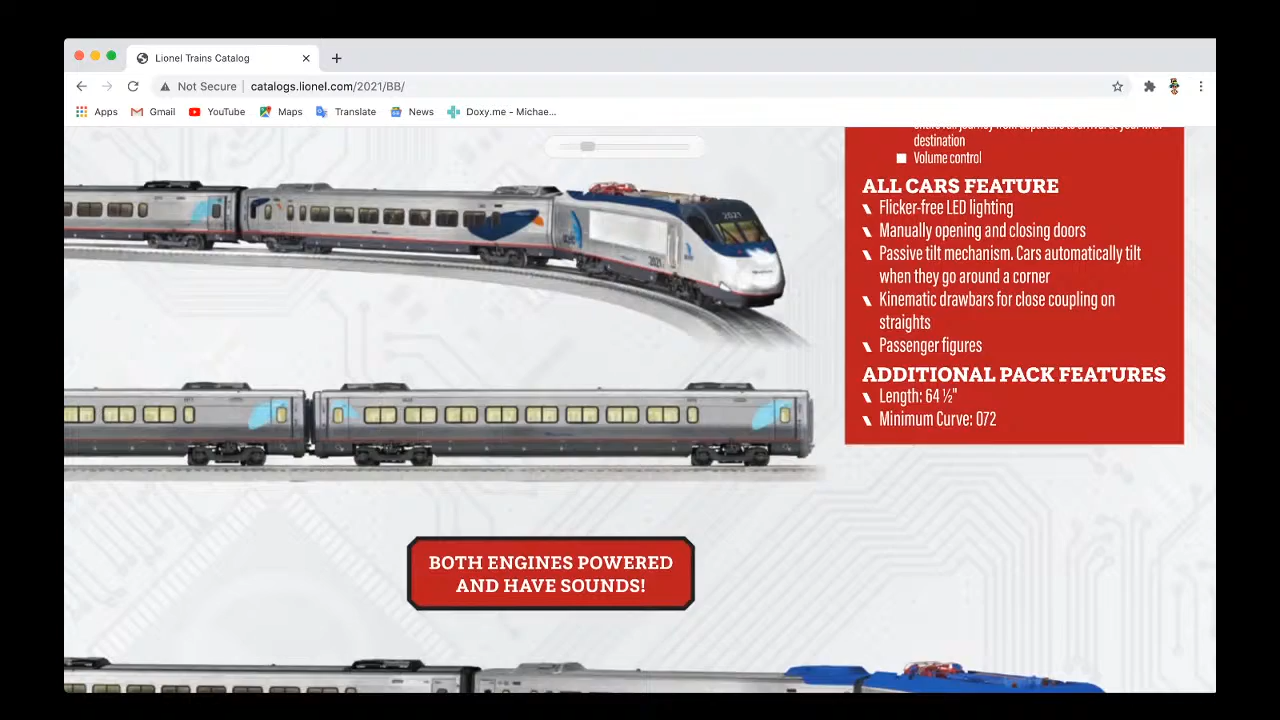 Lionel Trains Catalog
Not Secure
catalogs.lionel.com/2021/BB/
Apps
Gmail
YouTube
Maps
Translate
News
Doxy.me - Michae...
destination
Volume control
ALL CARS FEATURE
Flicker-free LED lighting
Manually opening and closing doors
Passive tilt mechanism. Cars automatically tilt
when they go around a corner
Kinematic drawbars for close coupling on
straights
Passenger figures
ADDITIONAL PACK FEATURES
Length: 64 ½"
Minimum Curve: O72
2021
2021
BOTH ENGINES POWERED
AND HAVE SOUNDS!